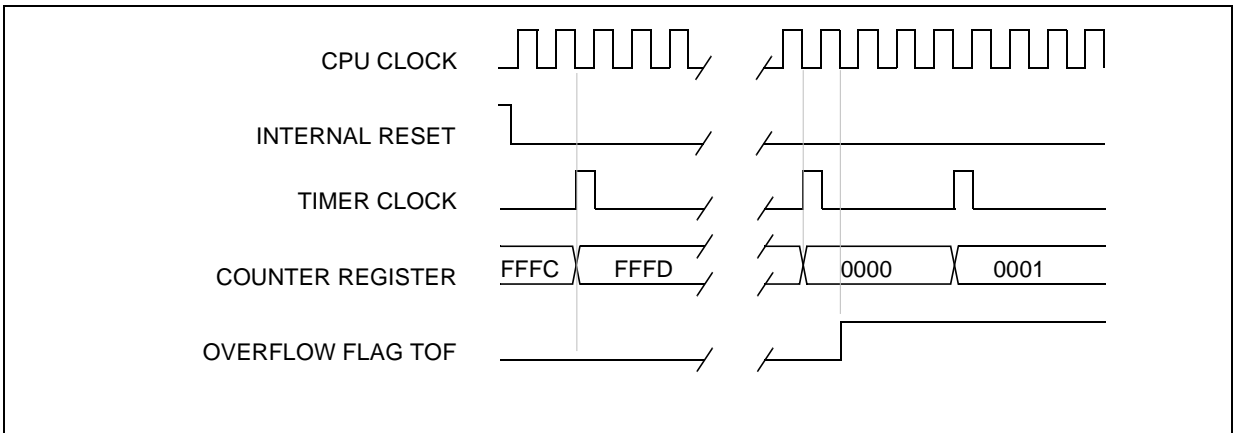 CPU CLOCK
INTERNAL RESET
TIMER CLOCK
COUNTER REGISTER FFFC FFFD 0000 0001
OVERFLOW FLAG TOF